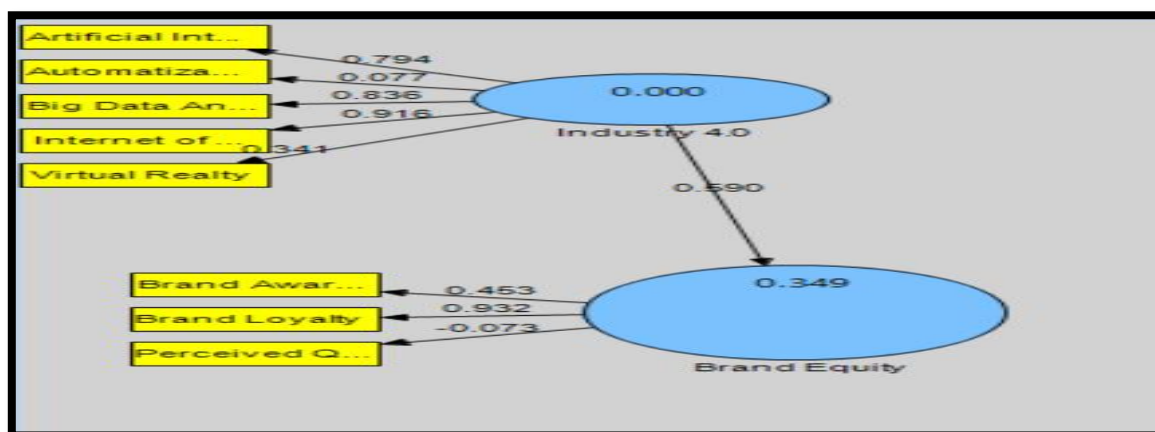 Artificial Int...
0.794
Automatiza...
0.077
Big Data An...
0.836
Internet of ...
0.916
Virtual Realty
0.341
0.000
Industry 4.0
0.590
Brand Awar...
0.453
Brand Loyalty
0.932
Perceived Q...
-0.073
0.349
Brand Equity